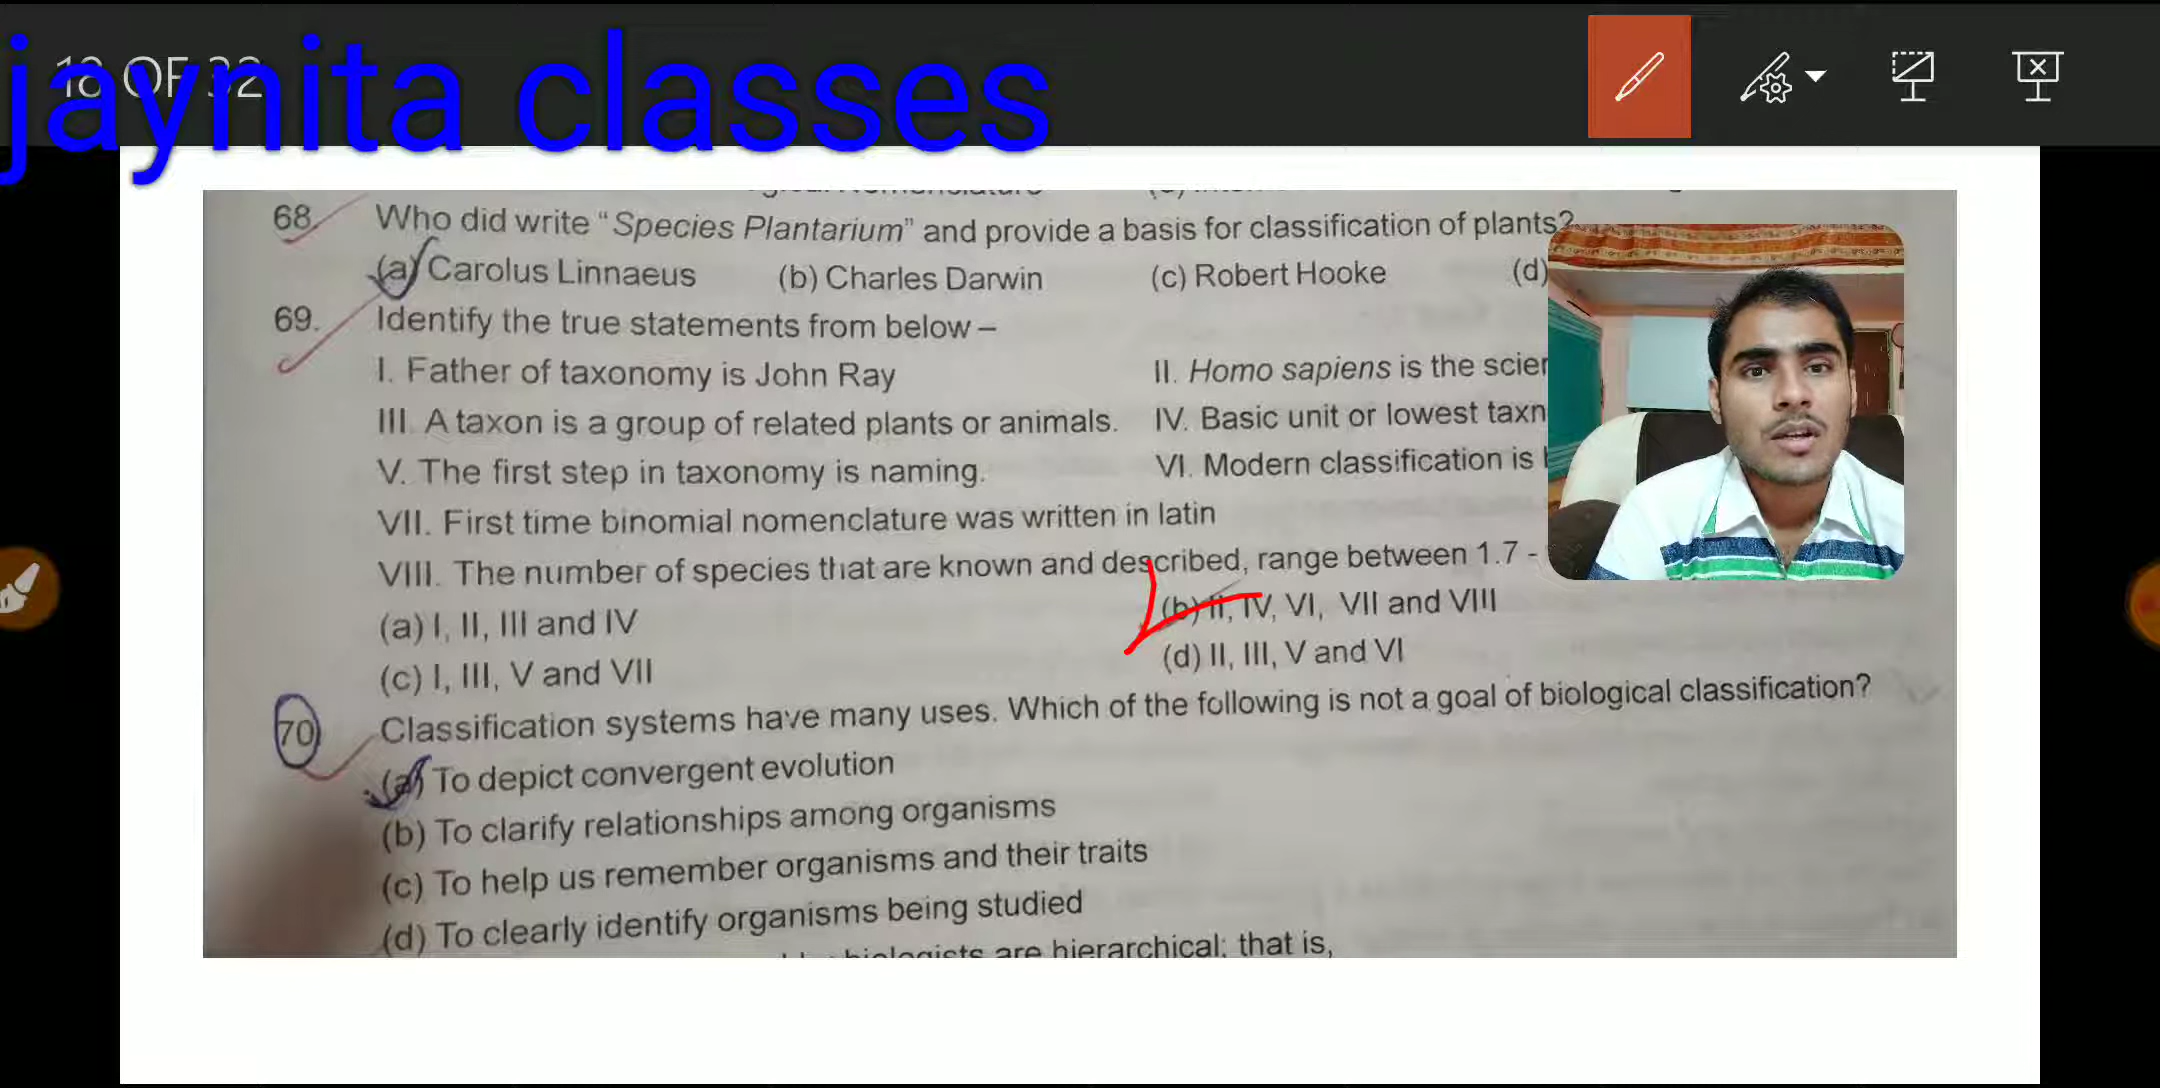 18 OF 32
jaynita classes
68. Who did write “Species Plantarium” and provide a basis for classification of plants?
(a) Carolus Linnaeus (b) Charles Darwin (c) Robert Hooke (d)
69. Identify the true statements from below –
I. Father of taxonomy is John Ray II. Homo sapiens is the
III. A taxon is a group of related plants or animals. IV. Basic unit or lowest
V. The first step in taxonomy is naming. VI. Modern classification is
VII. First time binomial nomenclature was written in latin
VIII. The number of species that are known and described, range between 1.7 -
(a) I, II, III and IV (b) II, IV, VI, VII and VIII
(c) I, III, V and VII (d) II, III, V and VI
70 Classification systems have many uses. Which of the following is not a goal of biological classification?
(a) To depict convergent evolution
(b) To clarify relationships among organisms
(c) To help us remember organisms and their traits
(d) To clearly identify organisms being studied
biologists are hierarchical; that is,